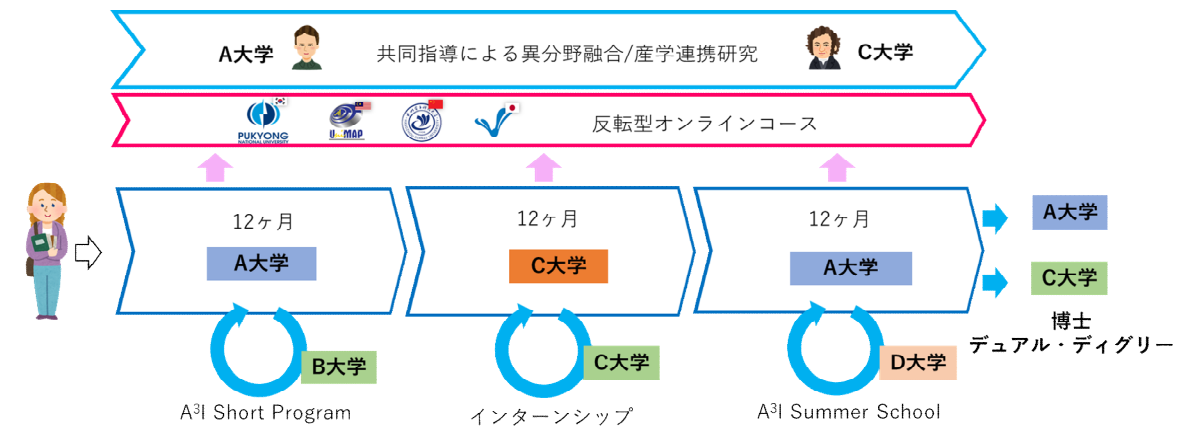 A大学
共同指導による異分野融合/産学連携研究
C大学
PUKYONG
NATIONAL UNIVERSITY
UniMAP
反転型オンラインコース
12ヶ月
A大学
12ヶ月
C大学
12ヶ月
A大学
A大学
C大学
博士
デュアル・ディグリー
B大学
A³I Short Program
C大学
インターンシップ
D大学
A³I Summer School